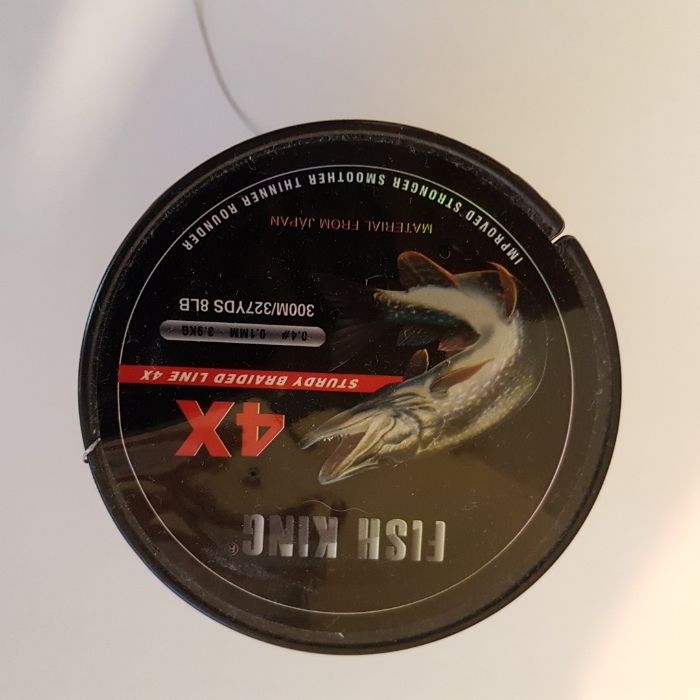 FISH KING®
4X
STURDY BRAIDED LINE 4X
0.4# 0.1MM 3.9KG
300M/327YDS 8LB
MATERIAL FROM JAPAN
IMPROVED STRONGER SMOOTHER THINNER ROUNDER